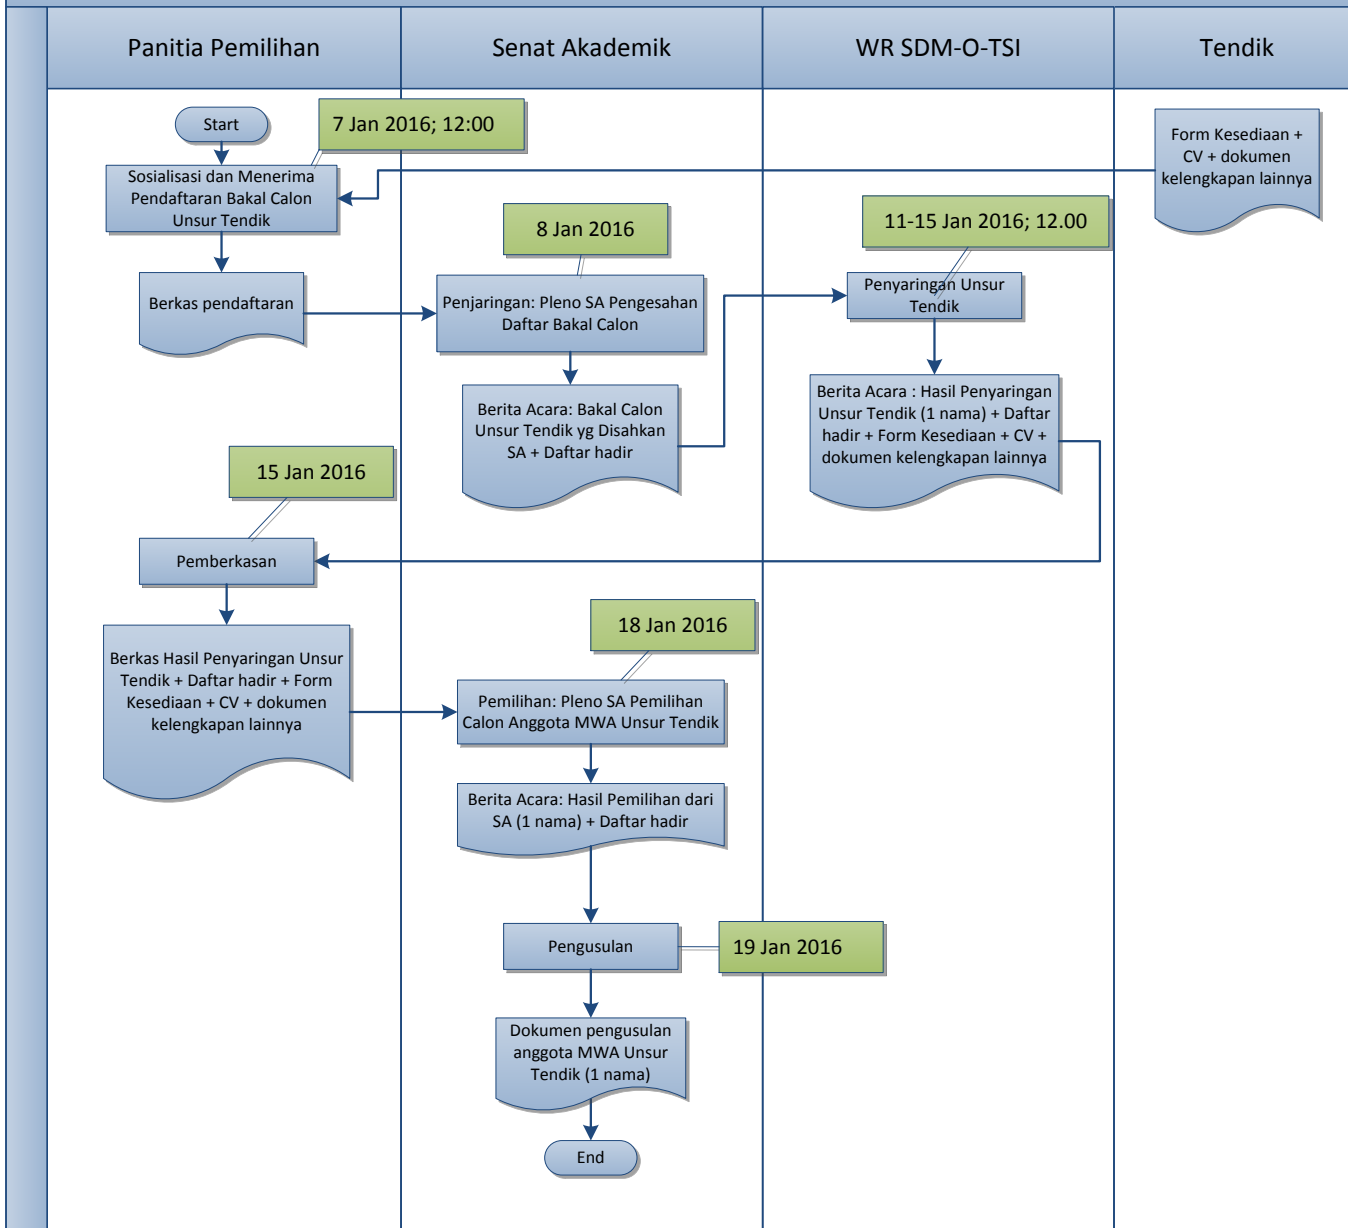 Panitia Pemilihan
Senat Akademik
WR SDM-O-TSI
Tendik
Start
7 Jan 2016; 12:00
Form Kesediaan +
CV + dokumen
kelengkapan lainnya
Sosialisasi dan Menerima
Pendaftaran Bakal Calon
Unsur Tendik
8 Jan 2016
11-15 Jan 2016; 12.00
Berkas pendaftaran
Penjaringan: Pleno SA Pengesahan
Daftar Bakal Calon
Penyaringan Unsur
Tendik
Berita Acara: Bakal Calon
Unsur Tendik yg Disahkan
SA + Daftar hadir
Berita Acara : Hasil Penyaringan
Unsur Tendik (1 nama) + Daftar
hadir + Form Kesediaan + CV +
dokumen kelengkapan lainnya
15 Jan 2016
Pemberkasan
Berkas Hasil Penyaringan Unsur
Tendik + Daftar hadir + Form
Kesediaan + CV + dokumen
kelengkapan lainnya
18 Jan 2016
Pemilihan: Pleno SA Pemilihan
Calon Anggota MWA Unsur Tendik
Berita Acara: Hasil Pemilihan dari
SA (1 nama) + Daftar hadir
Pengusulan
19 Jan 2016
Dokumen pengusulan
anggota MWA Unsur
Tendik (1 nama)
End